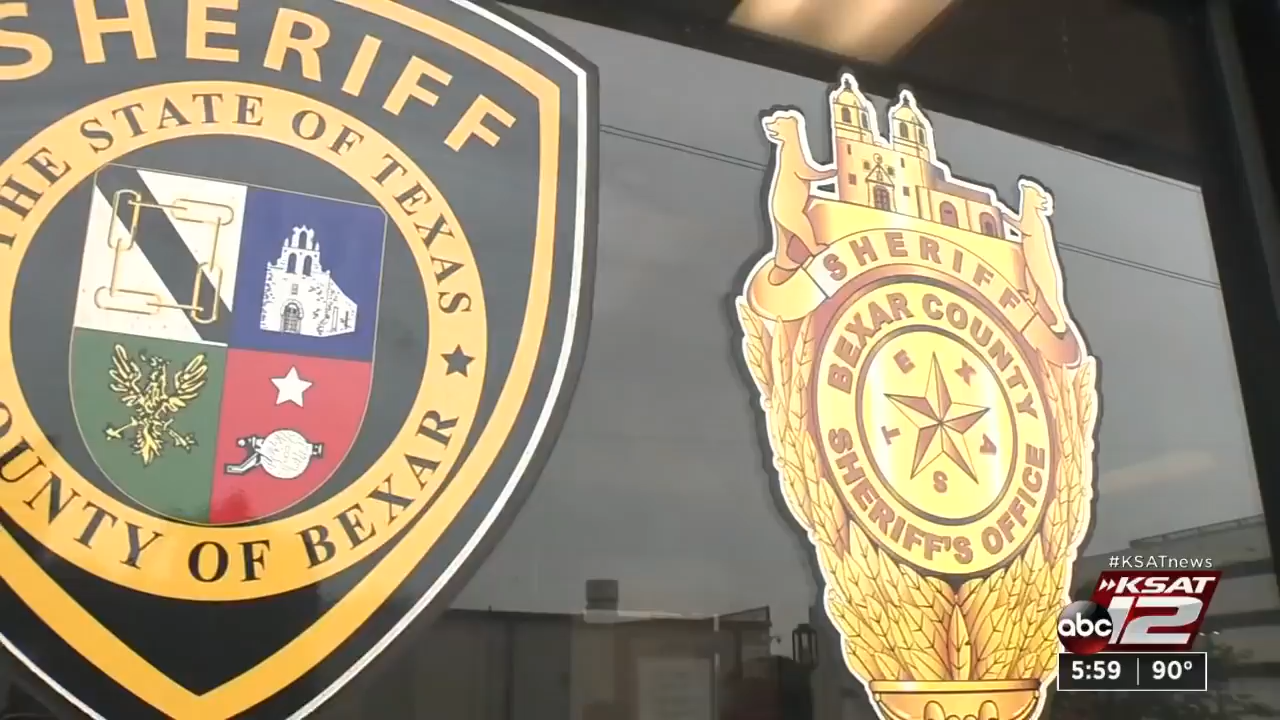 SHERIFF
THE STATE OF TEXAS
COUNTY OF BEXAR
SHERIFF
BEXAR COUNTY
TEXAS
SHERIFF'S OFFICE
#KSATnews
KSAT
abc 12
5:59 | 90°